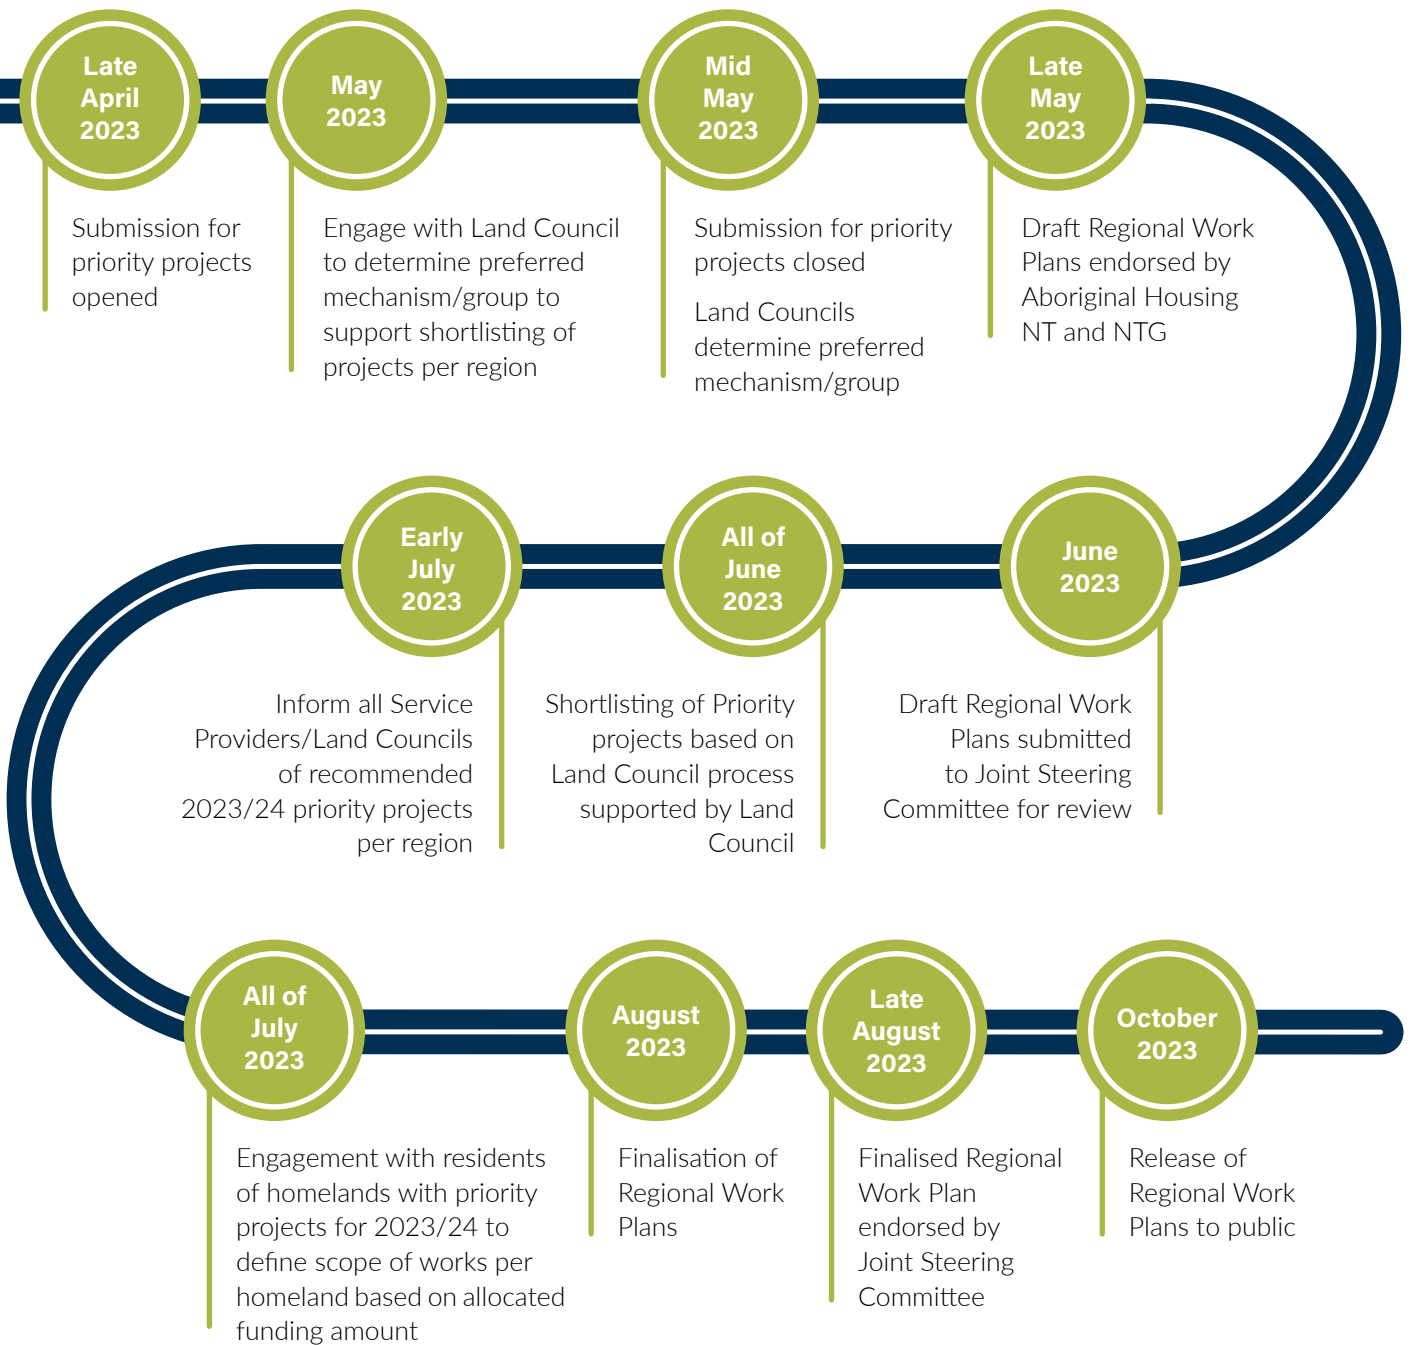 Late
April
2023
Submission for
priority projects
opened
May
2023
Engage with Land Council
to determine preferred
mechanism/group to
support shortlisting of
projects per region
Mid
May
2023
Submission for priority
projects closed
Land Councils
determine preferred
mechanism/group
Late
May
2023
Draft Regional Work
Plans endorsed by
Aboriginal Housing
NT and NTG
June
2023
Draft Regional Work
Plans submitted
to Joint Steering
Committee for review
All of
June
2023
Shortlisting of Priority
projects based on
Land Council process
supported by Land
Council
Early
July
2023
Inform all Service
Providers/Land Councils
of recommended
2023/24 priority projects
per region
All of
July
2023
Engagement with residents
of homelands with priority
projects for 2023/24 to
define scope of works per
homeland based on allocated
funding amount
August
2023
Finalisation of
Regional Work
Plans
Late
August
2023
Finalised Regional
Work Plan
endorsed by
Joint Steering
Committee
October
2023
Release of
Regional Work
Plans to public